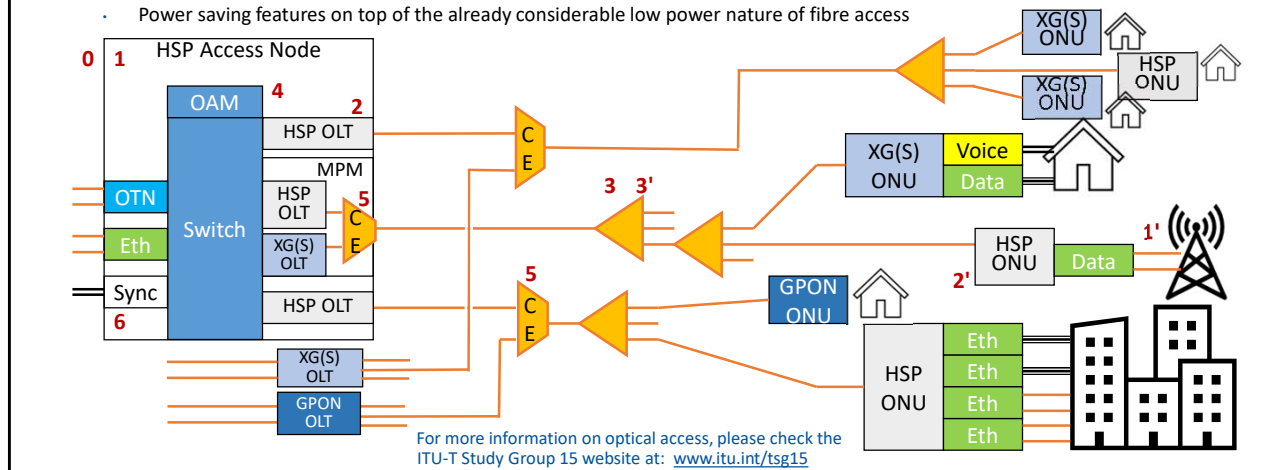 · Power saving features on top of the already considerable low power nature of fibre access
0 1 HSP Access Node
OAM
4
2
HSP OLT
MPM
OTN
Eth
Sync
6
Switch
HSP
OLT
XG(S)
OLT
5
C
E
HSP OLT
XG(S)
OLT
GPON
OLT
C
E
3 3'
5
C
E
XG(S)
ONU
HSP
ONU
XG(S)
ONU
XG(S)
ONU
Voice
Data
HSP
ONU
2'
Data
1'
GPON
ONU
HSP
ONU
Eth
Eth
Eth
Eth
For more information on optical access, please check the
ITU-T Study Group 15 website at: www.itu.int/tsg15